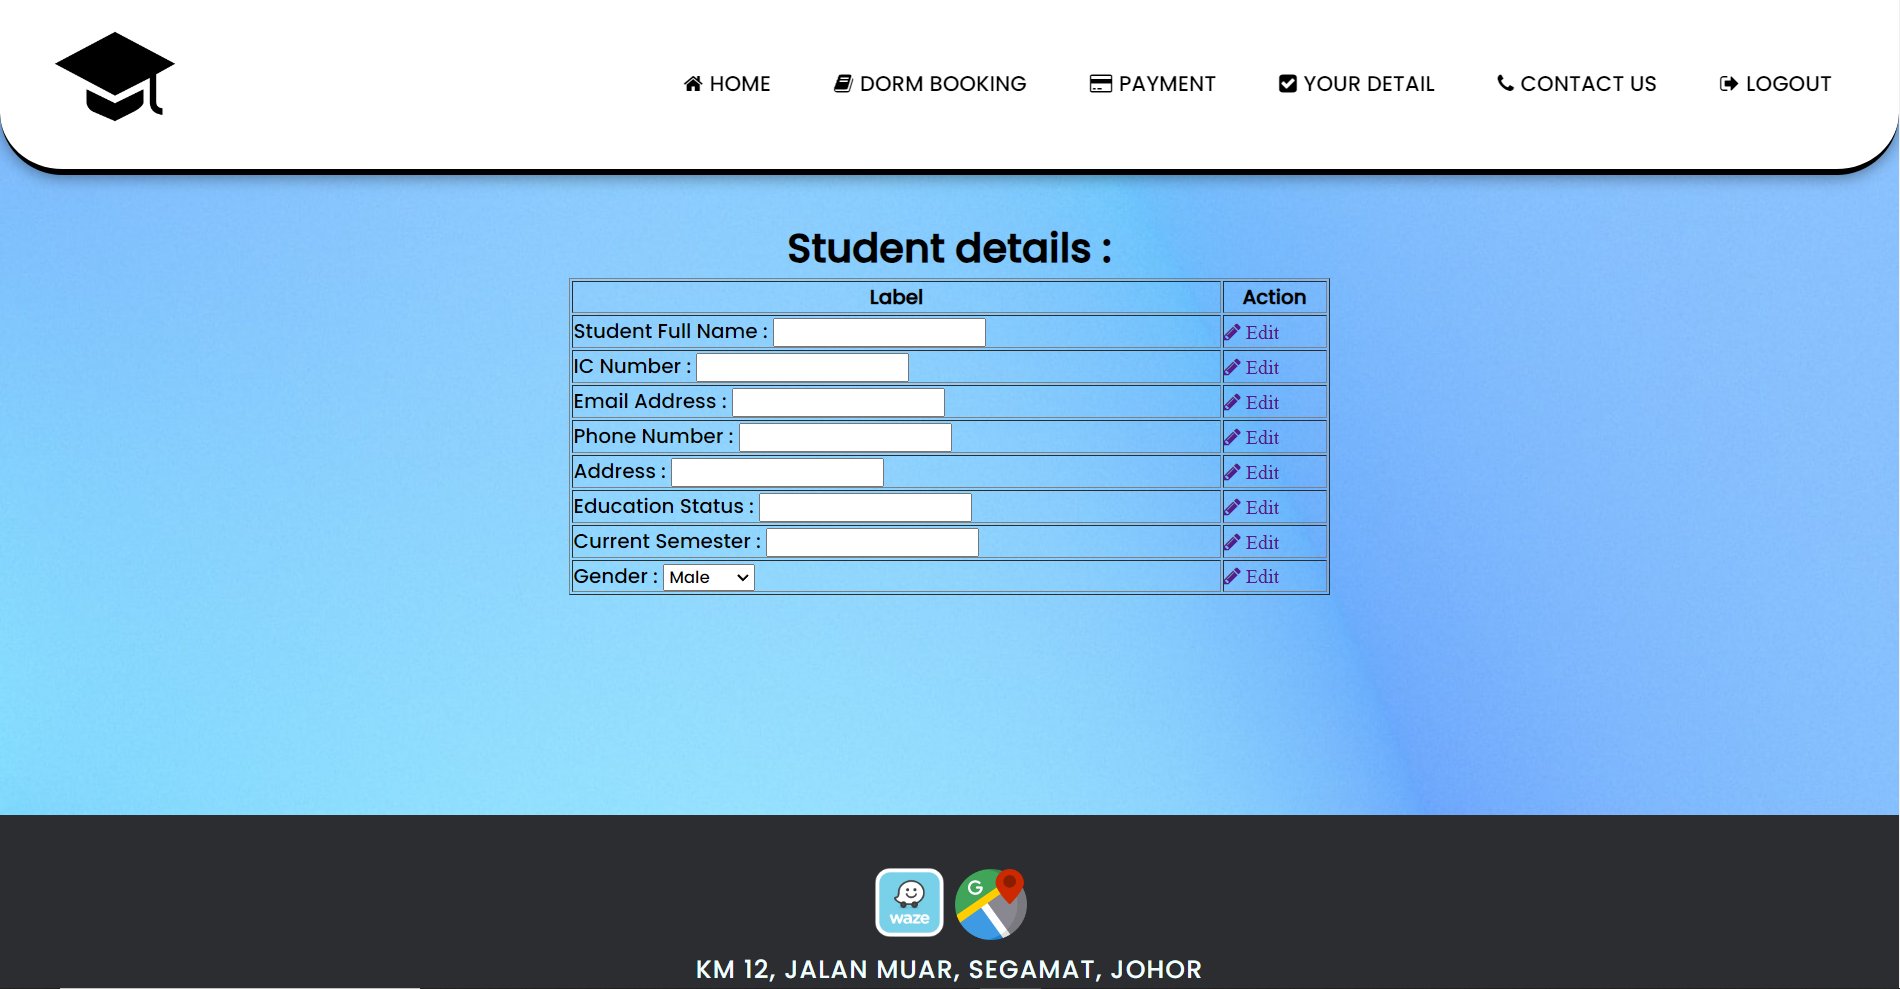 HOME DORM BOOKING PAYMENT YOUR DETAIL CONTACT US LOGOUT
Student details :
Label Action
Student Full Name : Edit
IC Number : Edit
Email Address : Edit
Phone Number : Edit
Address : Edit
Education Status : Edit
Current Semester : Edit
Gender : Male Edit
G
waze
KM 12, JALAN MUAR, SEGAMAT, JOHOR